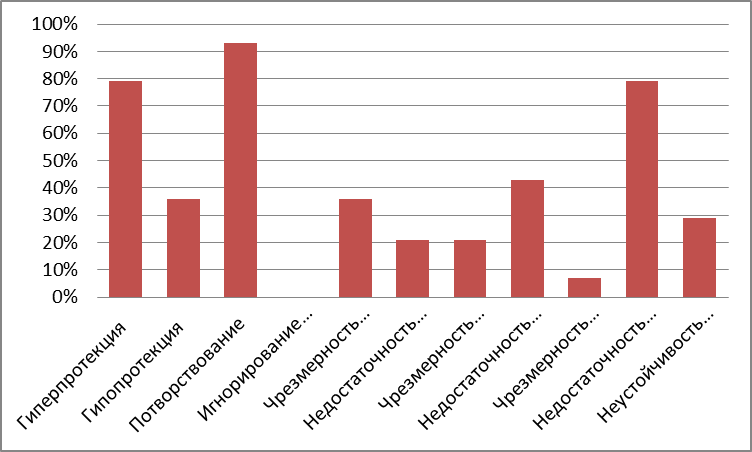 100%
90%
80%
70%
60%
50%
40%
30%
20%
10%
0%
Гиперпротекция
Гипопротекция
Потворствование
Игнорирование…
Чрезмерность…
Недостаточность…
Чрезмерность…
Недостаточность…
Чрезмерность…
Недостаточность…
Неустойчивость…